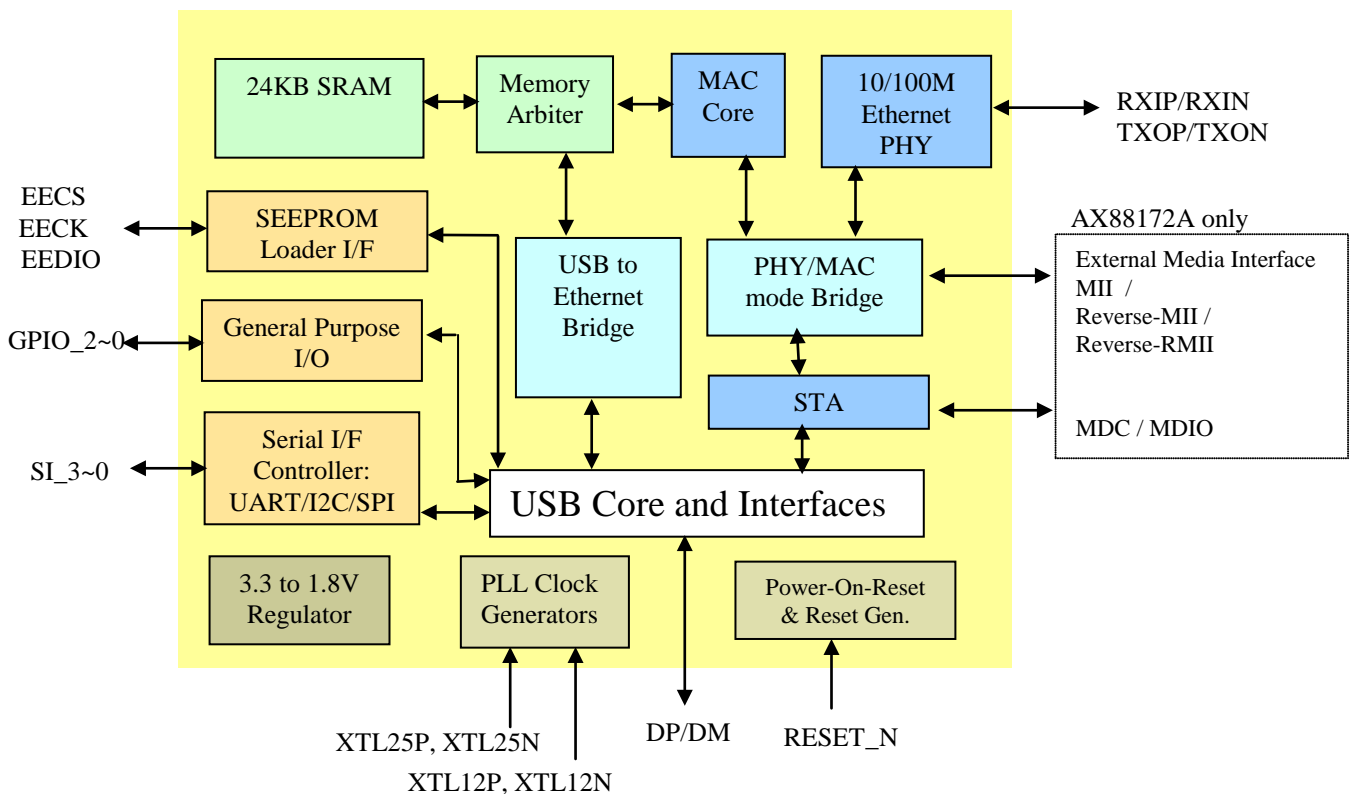 24KB SRAM
Memory
Arbiter
MAC
Core
10/100M
Ethernet
PHY
RXIP/RXIN
TXOP/TXON
EECS
EECK
EEDIO
SEEPROM
Loader I/F
USB to
Ethernet
Bridge
PHY/MAC
mode Bridge
AX88172A only
External Media Interface
MII /
Reverse-MII /
Reverse-RMII
MDC / MDIO
GPIO_2~0
General Purpose
I/O
STA
SI_3~0
Serial I/F
Controller:
UART/I2C/SPI
USB Core and Interfaces
3.3 to 1.8V
Regulator
PLL Clock
Generators
Power-On-Reset
& Reset Gen.
XTL25P, XTL25N
XTL12P, XTL12N
DP/DM
RESET_N